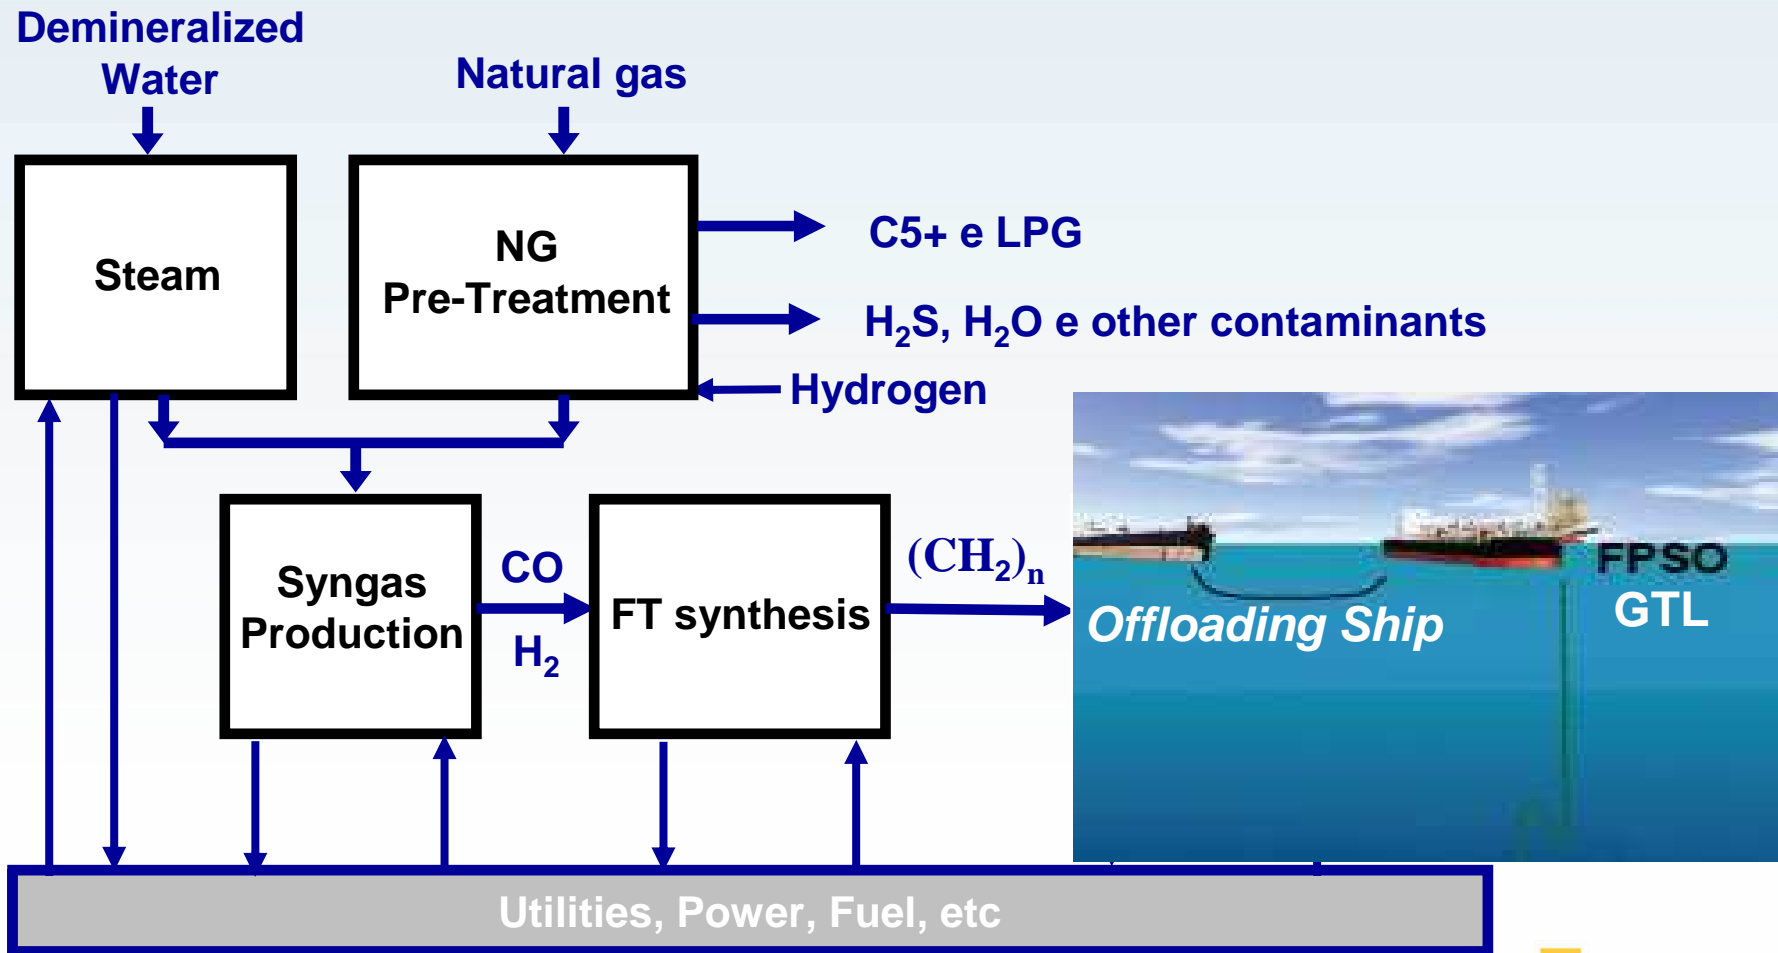 Demineralized
Water
Natural gas
Steam
NG
Pre-Treatment
C5+ e LPG
H₂S, H₂O e other contaminants
Hydrogen
Syngas
Production
CO
H₂
FT synthesis
(CH₂)ₙ
FPSO
GTL
Offloading Ship
Utilities, Power, Fuel, etc